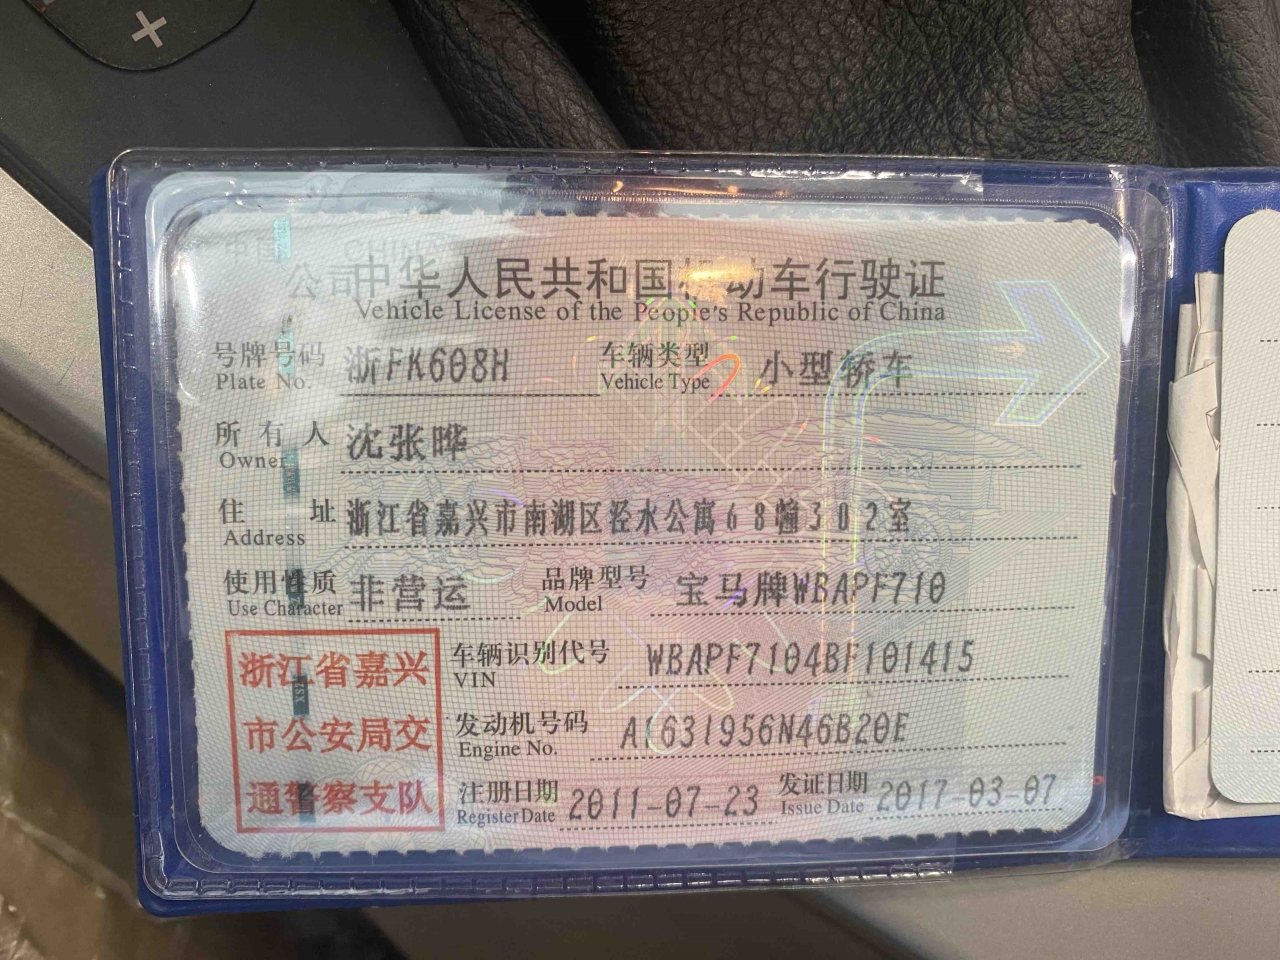 公司中华人民共和国机动车行驶证
Vehicle License of the People's Republic of China
号牌号码 浙FK608H 车辆类型 小型轿车
Plate No. Vehicle Type
所有人 沈张晔
Owner
住址 浙江省嘉兴市南湖区泾水公寓68幢302室
Address
使用性质 非营运 品牌型号 宝马牌WBAPF710
Use Character Model
浙江省嘉兴 车辆识别代号 WBAPF7104BF101415
VIN
市公安局交 发动机号码 A1631956N46B20E
Engine No.
通警察支队 注册日期 2011-07-23 发证日期 2017-03-07
Register Date Issue Date